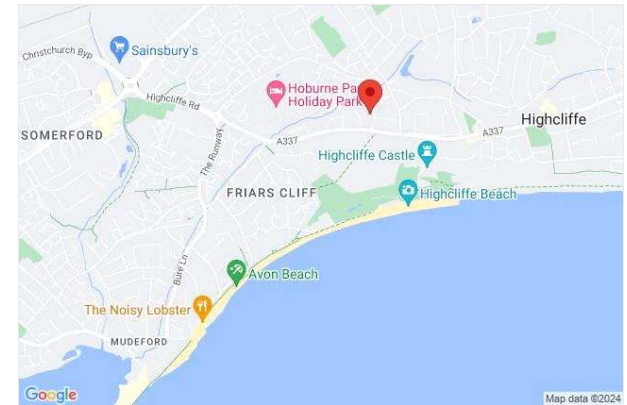 Christchurch Byp
Sainsbury's
Hoburne Pa
Holiday Park
Highcliffe Rd
Highcliffe
SOMERFORD
The Runway
A337
A337
Highcliffe Castle
FRIARS CLIFF
Highcliffe Beach
Bure Ln
Avon Beach
The Noisy Lobster
MUDEFORD
Google
Map data ©2024